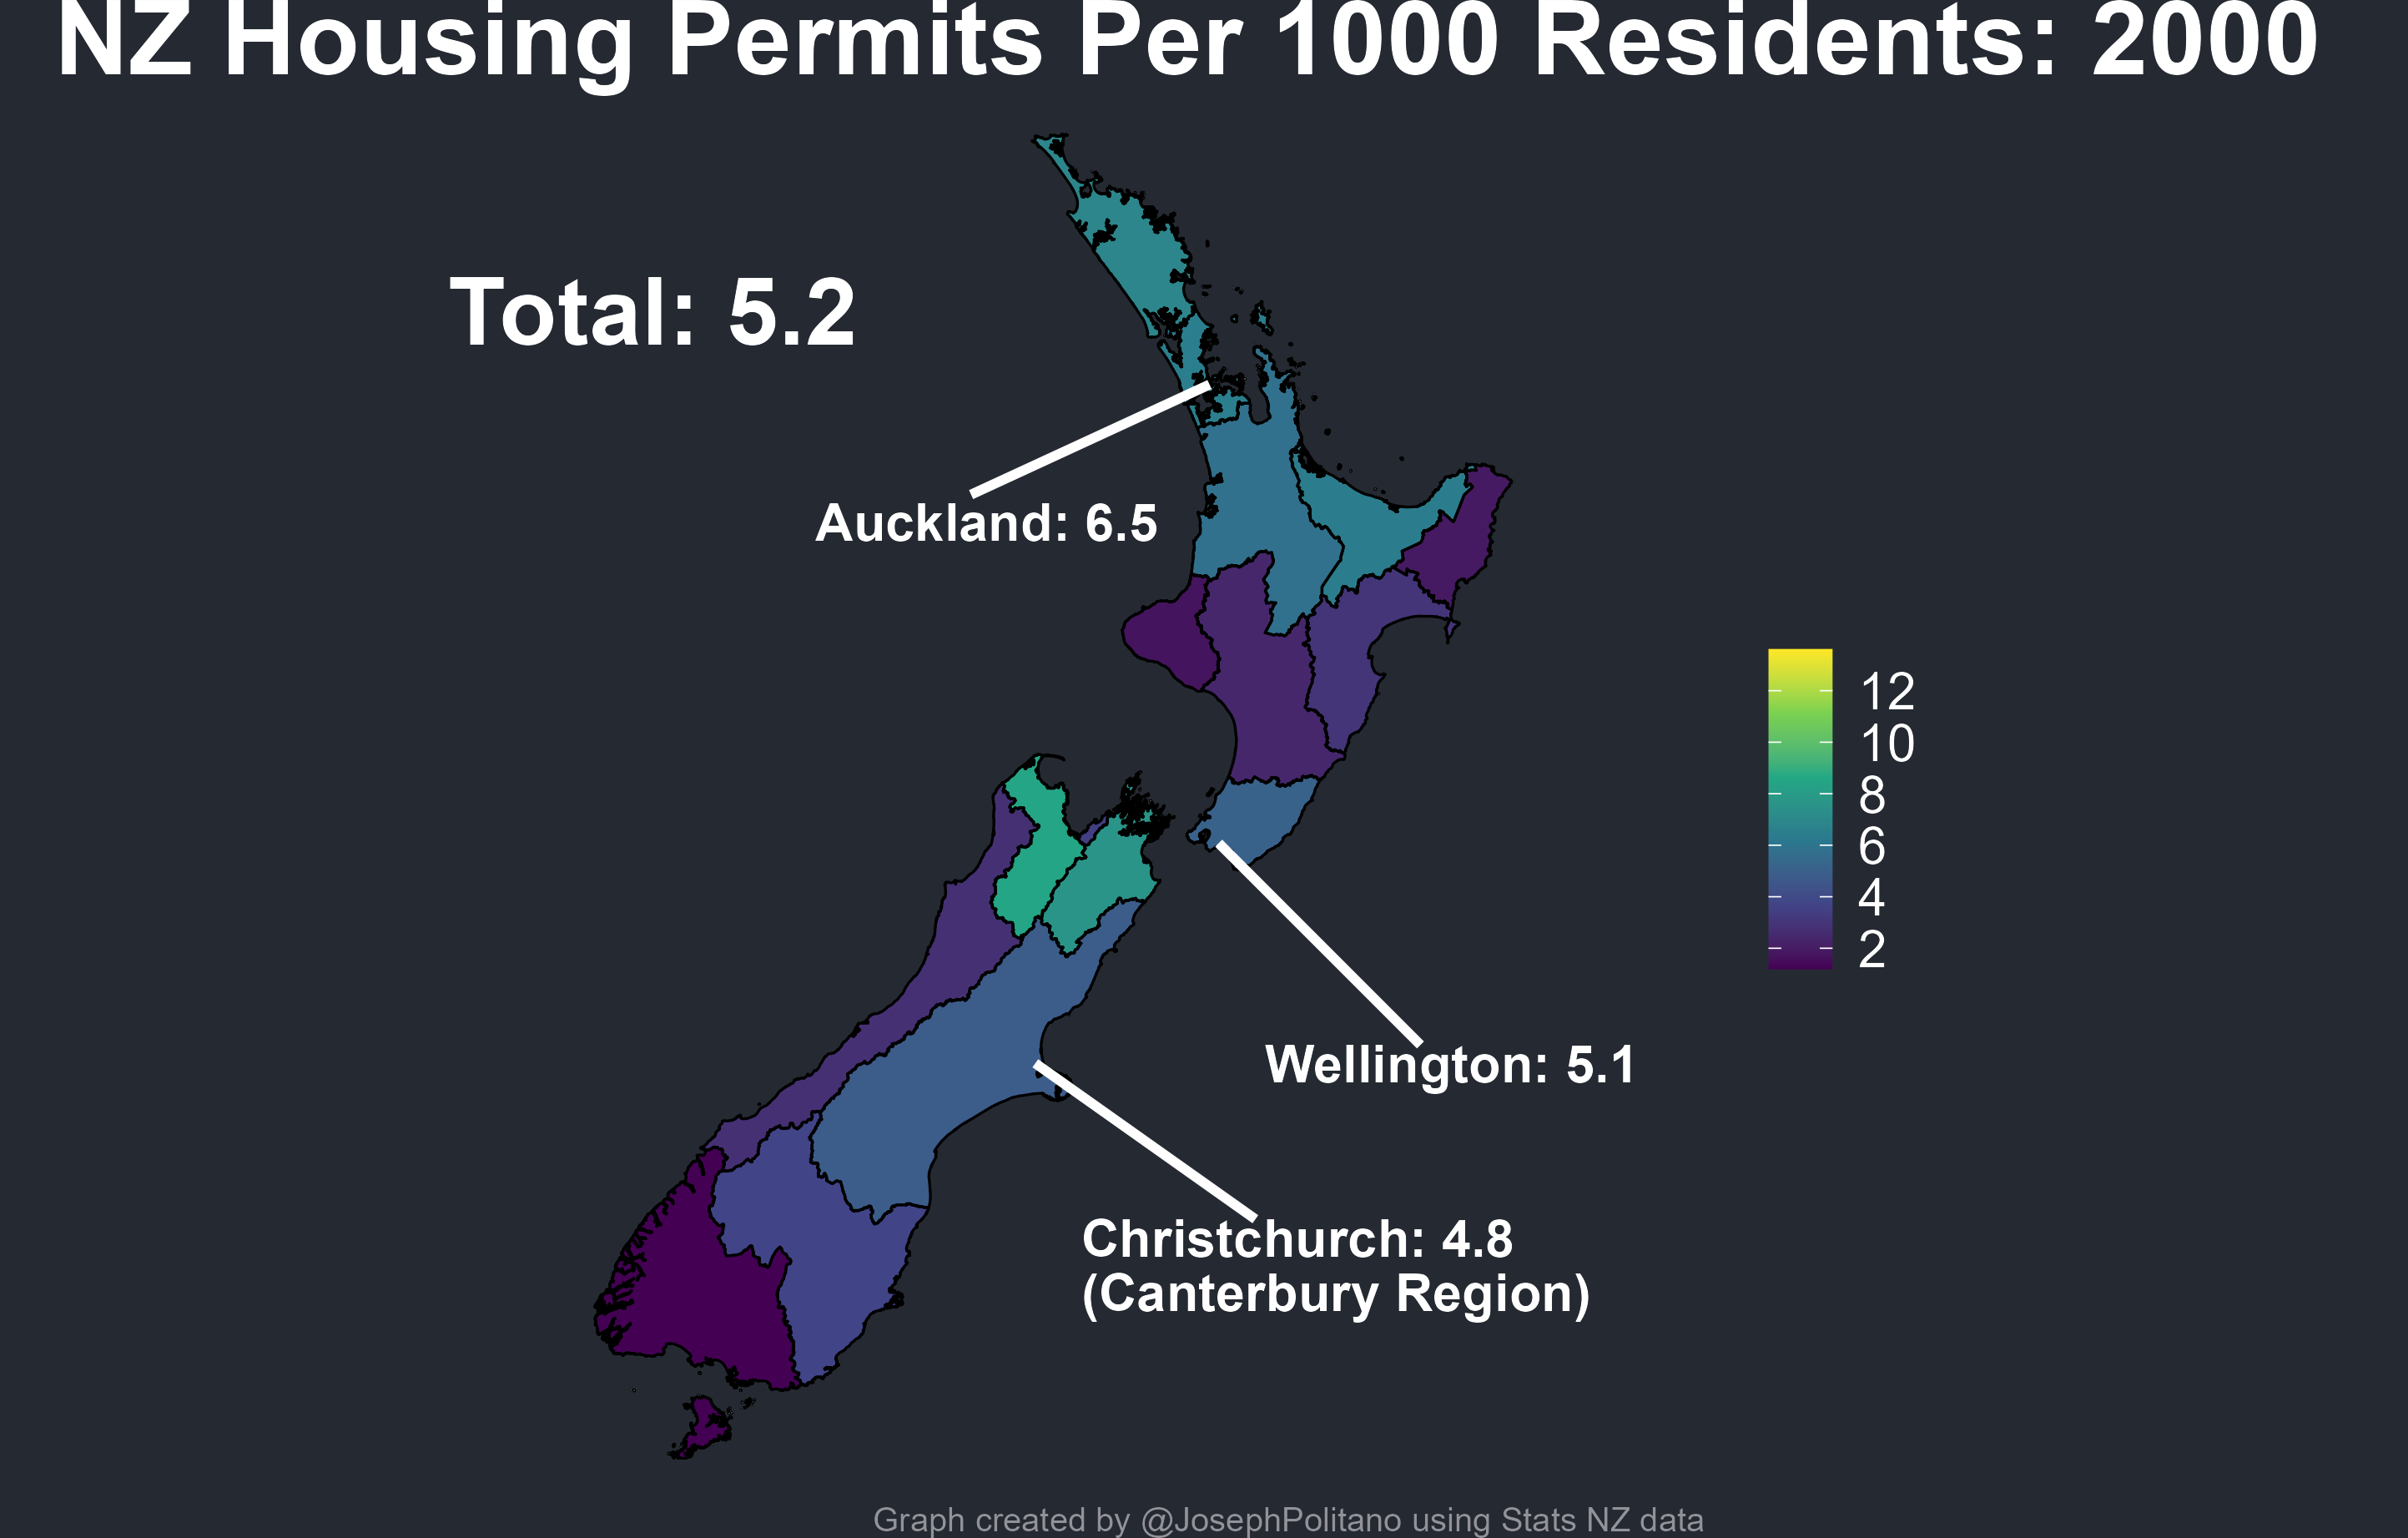 NZ Housing Permits Per 1000 Residents: 2000
Total: 5.2
Auckland: 6.5
12
10
8
6
4
2
Wellington: 5.1
Christchurch: 4.8
(Canterbury Region)
Graph created by @JosephPolitano using Stats NZ data